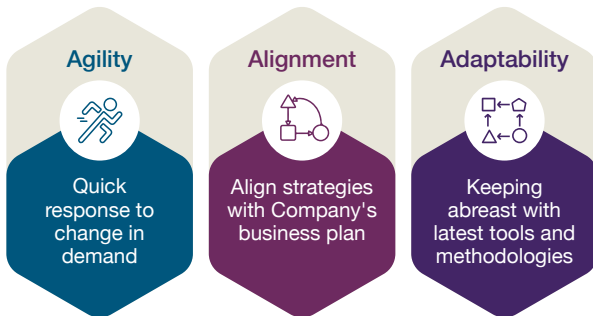 Agility
Quick
response to
change in
demand
Alignment
Align strategies
with Company's
business plan
Adaptability
Keeping
abreast with
latest tools and
methodologies